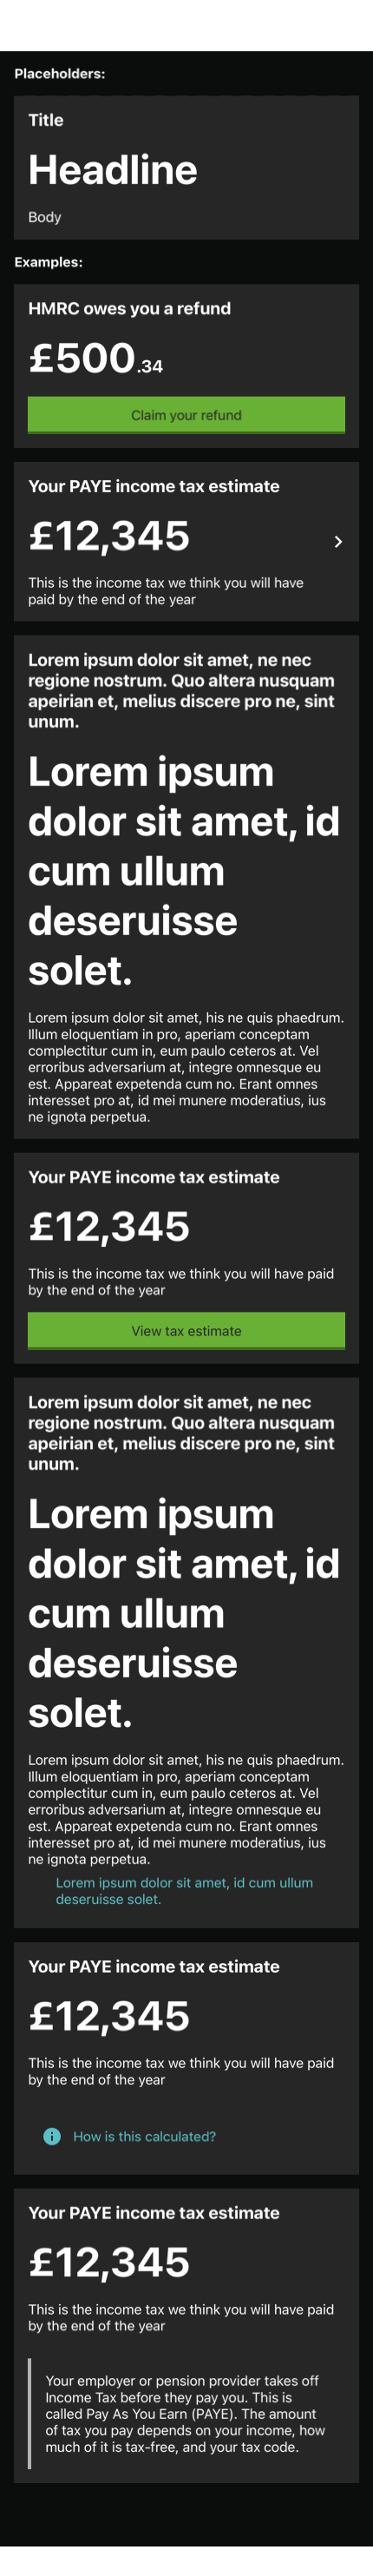 Placeholders:
Title
Headline
Body
Examples:
HMRC owes you a refund
£500.34
Claim your refund
Your PAYE income tax estimate
£12,345
This is the income tax we think you will have
paid by the end of the year
Lorem ipsum dolor sit amet, ne nec
regione nostrum. Quo altera nusquam
apeirian et, melius discere pro ne, sint
unum.
Lorem ipsum
dolor sit amet, id
cum ullum
deseruisse
solet.
Lorem ipsum dolor sit amet, his ne quis phaedrum.
Illum eloquentiam in pro, aperiam conceptam
complectitur cum in, eum paulo ceteros at. Vel
erroribus adversarium at, integre omnesque eu
est. Appareat expetenda cum no. Erant omnes
interesset pro at, id mei munere moderatius, ius
ne ignota perpetua.
Your PAYE income tax estimate
£12,345
This is the income tax we think you will have paid
by the end of the year
View tax estimate
Lorem ipsum dolor sit amet, ne nec
regione nostrum. Quo altera nusquam
apeirian et, melius discere pro ne, sint
unum.
Lorem ipsum
dolor sit amet, id
cum ullum
deseruisse
solet.
Lorem ipsum dolor sit amet, his ne quis phaedrum.
Illum eloquentiam in pro, aperiam conceptam
complectitur cum in, eum paulo ceteros at. Vel
erroribus adversarium at, integre omnesque eu
est. Appareat expetenda cum no. Erant omnes
interesset pro at, id mei munere moderatius, ius
ne ignota perpetua.
Lorem ipsum dolor sit amet, id cum ullum
deseruisse solet.
Your PAYE income tax estimate
£12,345
This is the income tax we think you will have paid
by the end of the year
How is this calculated?
Your PAYE income tax estimate
£12,345
This is the income tax we think you will have paid
by the end of the year
Your employer or pension provider takes off
Income Tax before they pay you. This is
called Pay As You Earn (PAYE). The amount
of tax you pay depends on your income, how
much of it is tax-free, and your tax code.